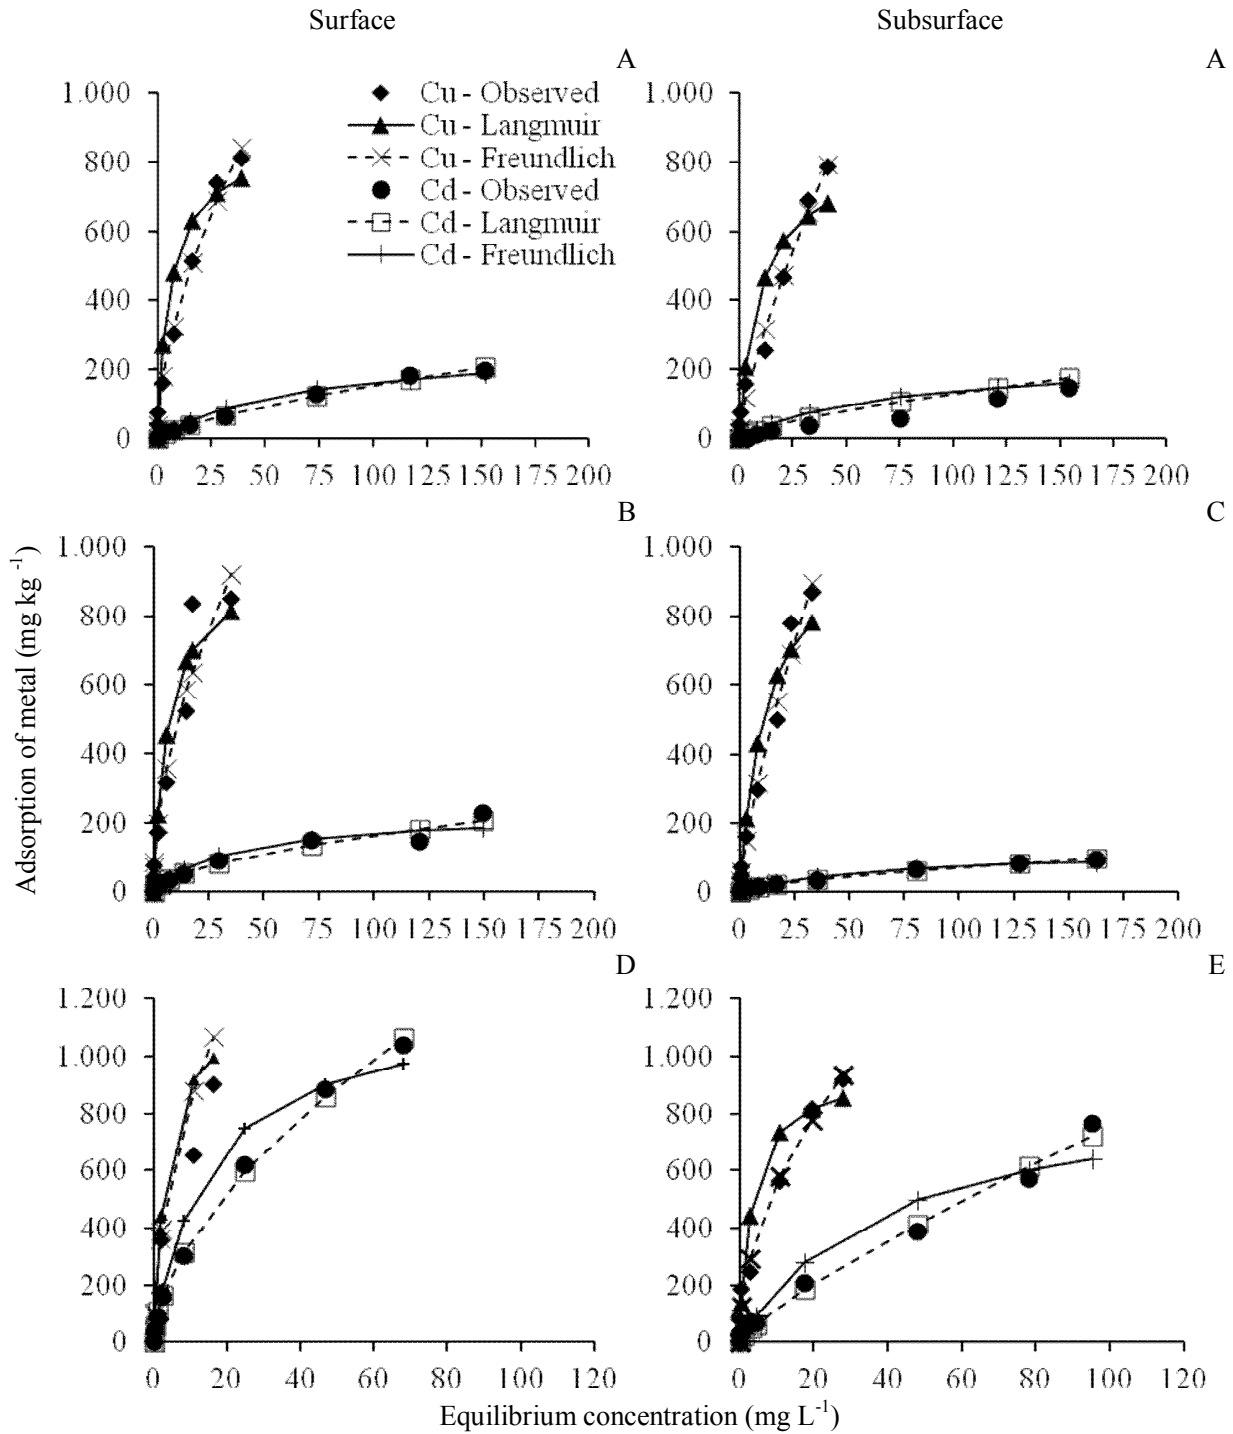 Surface Subsurface
A A
1.000 1.000
Cu - Observed
Cu - Langmuir
Cu - Freundlich
Cd - Observed
Cd - Langmuir
Cd - Freundlich
800 800
600 600
400 400
200 200
0 0
0 25 50 75 100 125 150 175 200 0 25 50 75 100 125 150 175 200
B C
Adsorption of metal (mg kg⁻¹)
1.000 1.000
800 800
600 600
400 400
200 200
0 0
0 25 50 75 100 125 150 175 200 0 25 50 75 100 125 150 175 200
D E
1.200 1.200
1.000 1.000
800 800
600 600
400 400
200 200
0 0
0 20 40 60 80 100 120 0 20 40 60 80 100 120
Equilibrium concentration (mg L⁻¹)